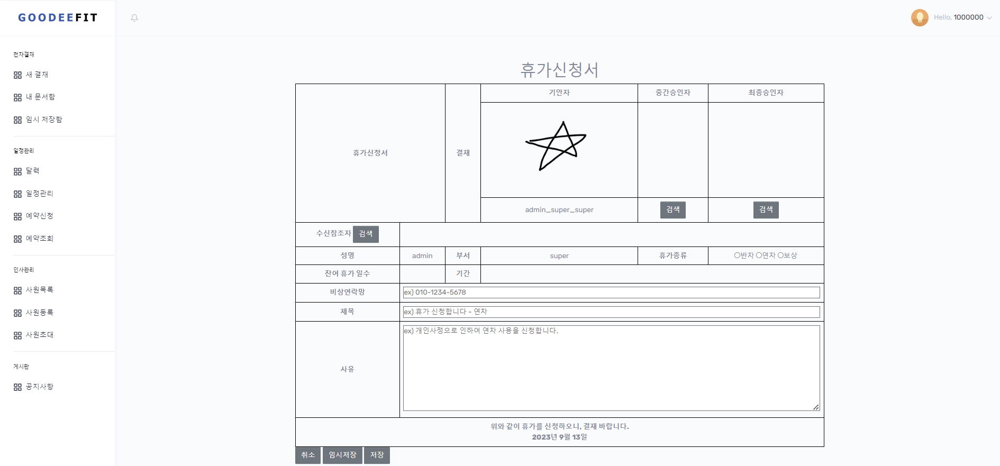 GOODEEFIT
Hello, 1000000
전자결재
새 결재
내 문서함
임시 저장함
일정관리
달력
일정관리
예약신청
예약조회
인사관리
사원목록
사원등록
사원초대
게시판
공지사항
휴가신청서
휴가신청서 결재 기안자 중간승인자 최종승인자
admin_super_super 검색 검색
수신참조자 검색
성명 admin 부서 super 휴가종류 반차 연차 보상
잔여 휴가 일수 기간
비상연락망 ex) 010-1234-5678
제목 ex) 휴가 신청합니다 - 연차
사유 ex) 개인사정으로 인하여 연차 사용을 신청합니다.
위와 같이 휴가를 신청하오니, 결재 바랍니다.
2023년 9월 13일
취소 임시저장 저장